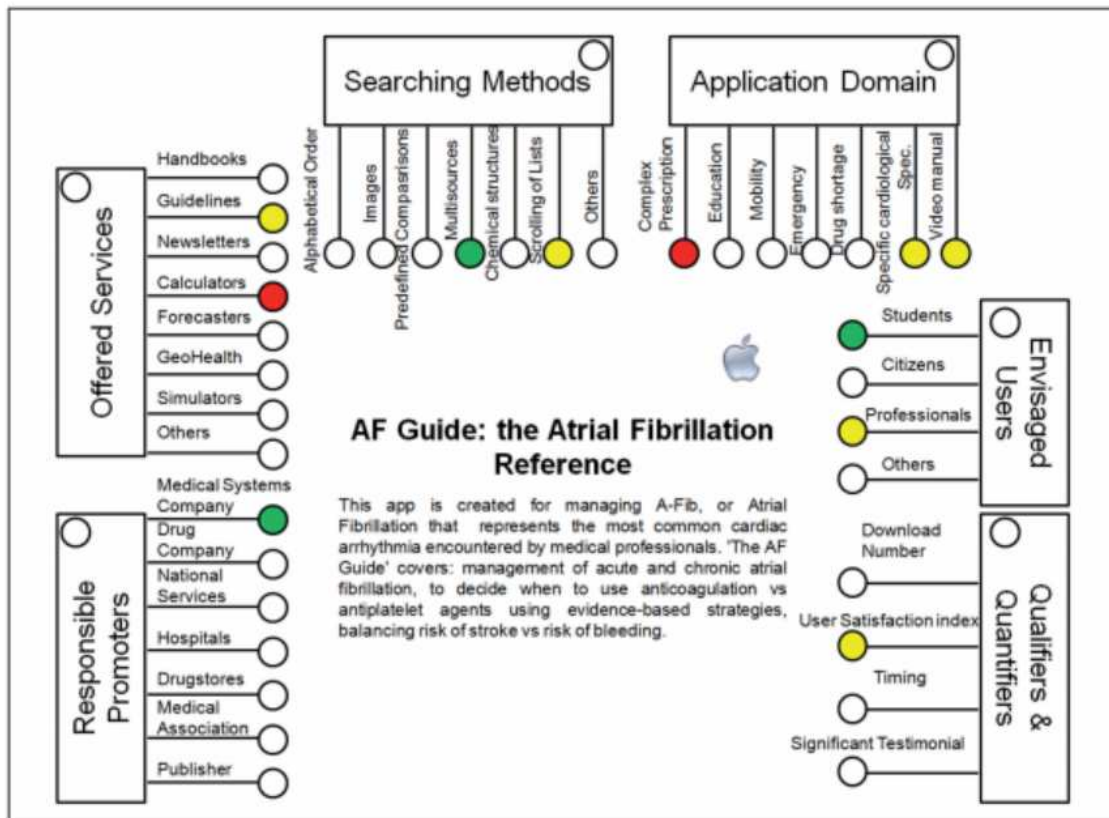 Searching Methods
Alphabetical Order
Images
Predefined Compasrisons
Multisources
Chemical structures
Scrolling of Lists
Others
Application Domain
Complex
Prescription
Education
Mobility
Emergency
Drug shortage
Specific cardiological
Spec.
Video manual
Offered Services
Handbooks
Guidelines
Newsletters
Calculators
Forecasters
GeoHealth
Simulators
Others
Responsible
Promoters
Medical Systems
Company
Drug
Company
National
Services
Hospitals
Drugstores
Medical
Association
Publisher
AF Guide: the Atrial Fibrillation
Reference
This app is created for managing A-Fib, or Atrial
Fibrillation that represents the most common cardiac
arrhythmia encountered by medical professionals. 'The AF
Guide' covers: management of acute and chronic atrial
fibrillation, to decide when to use anticoagulation vs
antiplatelet agents using evidence-based strategies,
balancing risk of stroke vs risk of bleeding.
Envisaged
Users
Students
Citizens
Professionals
Others
Qualifiers &
Quantifiers
Download
Number
User Satisfaction index
Timing
Significant Testimonial